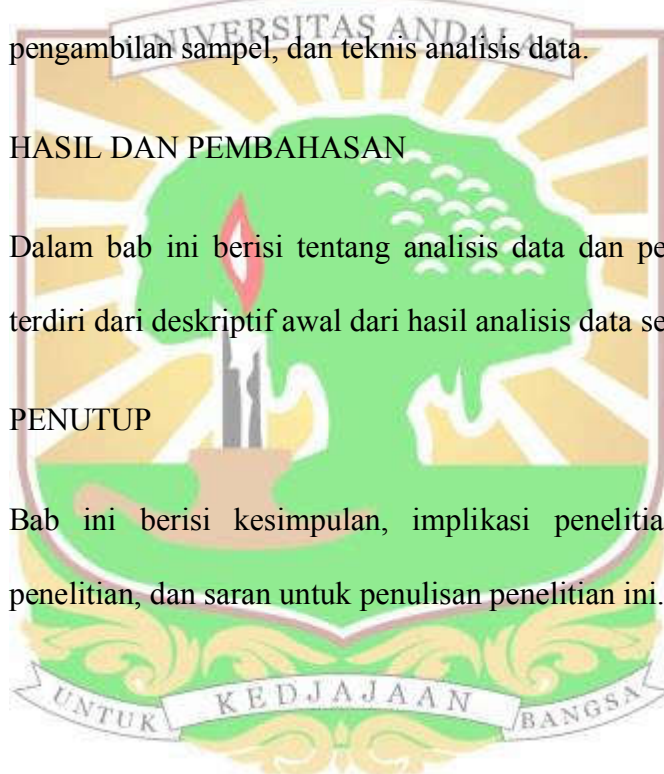 UNIVERSITAS ANDALAS
pengambilan sampel, dan teknis analisis data.
HASIL DAN PEMBAHASAN
Dalam bab ini berisi tentang analisis data dan pe
terdiri dari deskriptif awal dari hasil analisis data se
PENUTUP
Bab ini berisi kesimpulan, implikasi penelitia
penelitian, dan saran untuk penulisan penelitian ini.
UNTUK KEDJAJAAN BANGSA